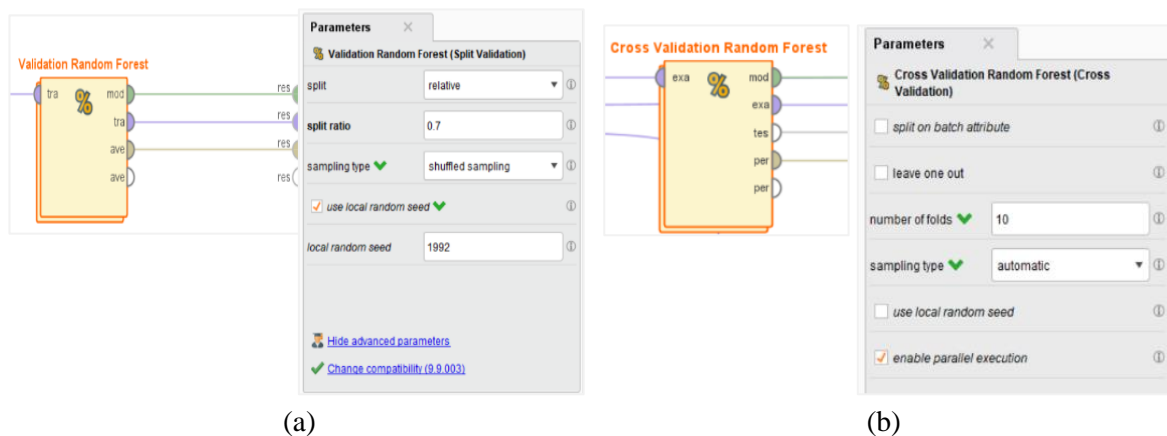 Validation Random Forest
tra
mod
tra
ave
ave
res
res
res
res
Parameters
Validation Random Forest (Split Validation)
split relative
split ratio 0.7
sampling type shuffled sampling
use local random seed
local random seed 1992
Hide advanced parameters
Change compatibility (9.9.003)
(a)
Cross Validation Random Forest
exa
mod
exa
tes
per
per
Parameters
Cross Validation Random Forest (Cross
Validation)
split on batch attribute
leave one out
number of folds 10
sampling type automatic
use local random seed
enable parallel execution
(b)